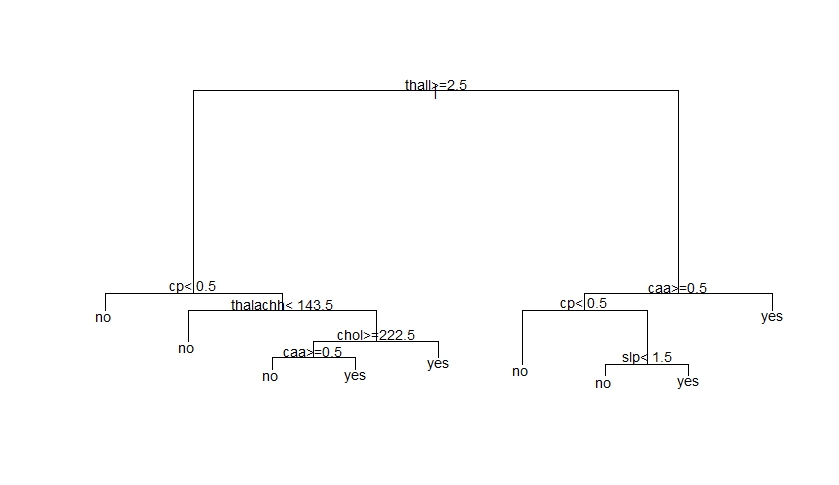 thall>=2.5
cp< 0.5
caa>=0.5
no
thalachh< 143.5
cp< 0.5
yes
no
chol>=222.5
caa>=0.5
yes
no
slp< 1.5
no
yes
no
yes